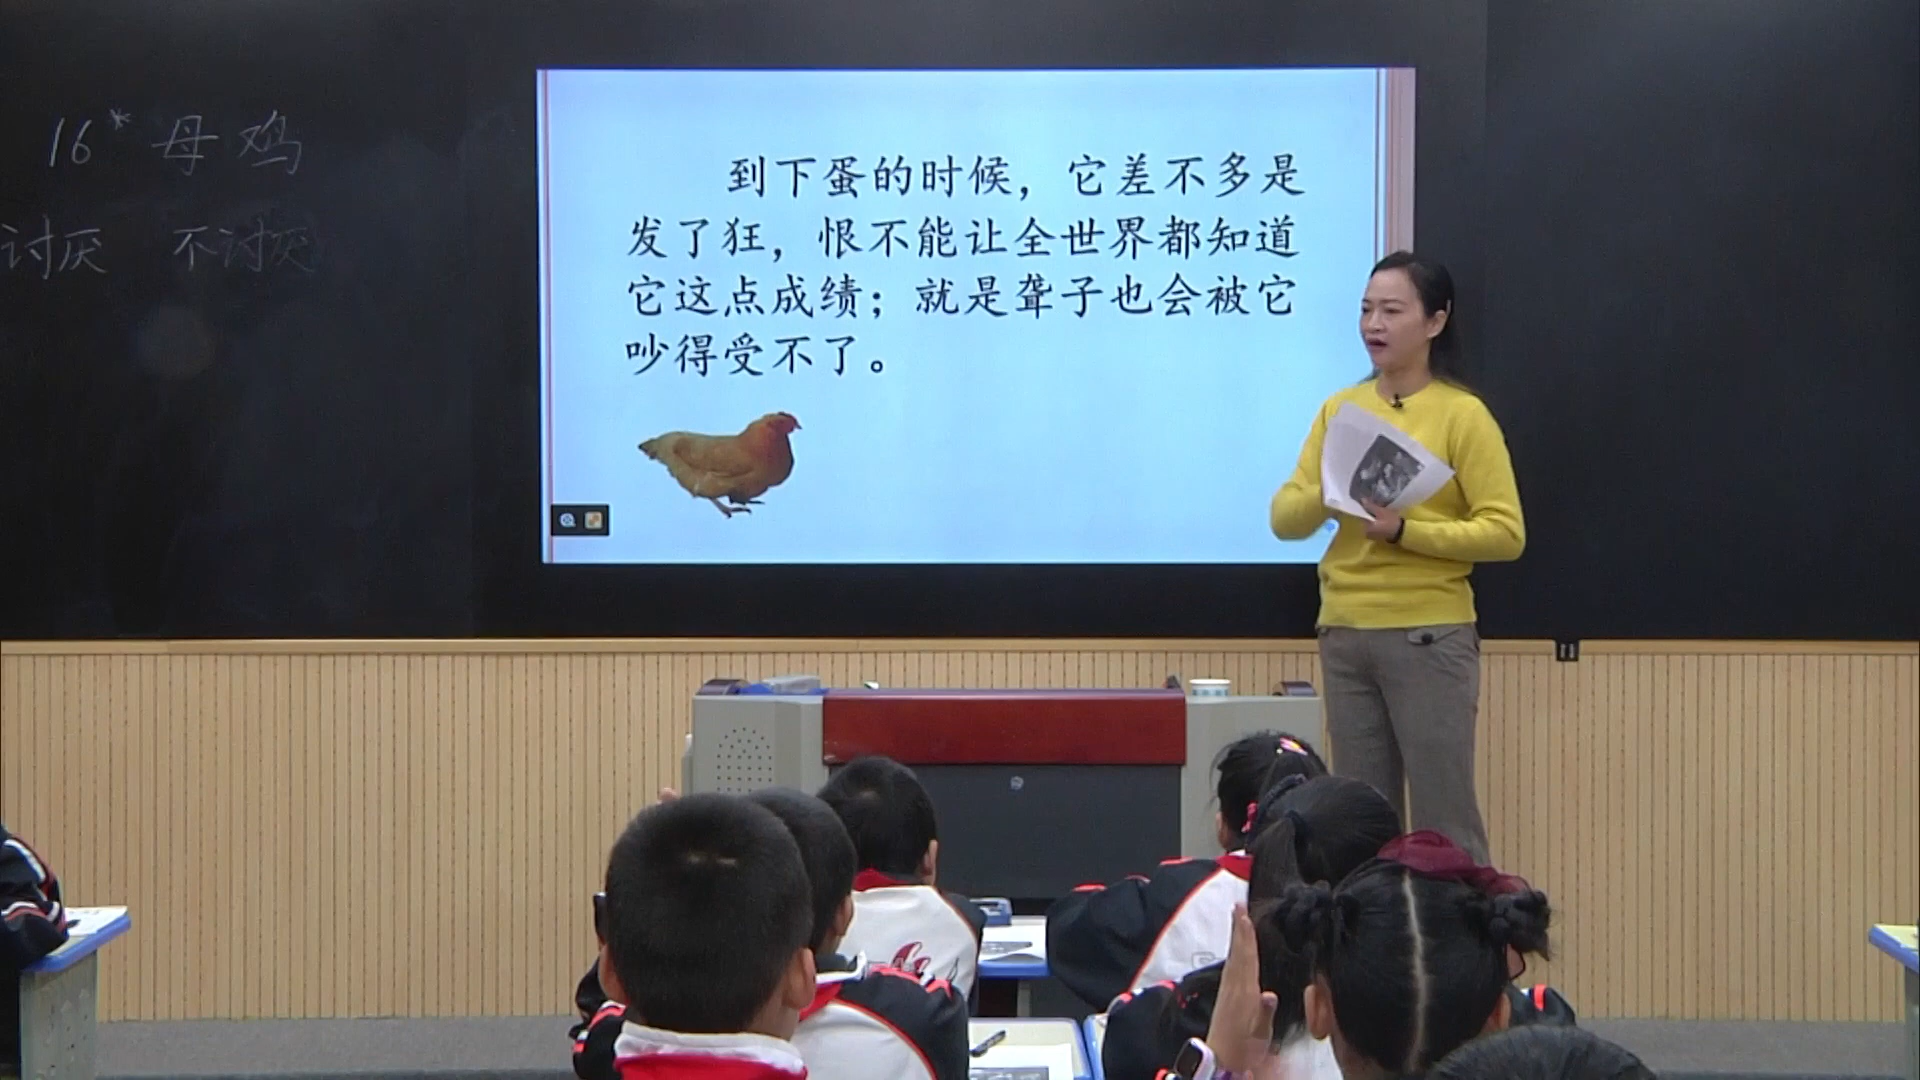 16* 母鸡
讨厌 不讨厌
到下蛋的时候，它差不多是
发了狂，恨不能让全世界都知道
它这点成绩；就是聋子也会被它
吵得受不了。